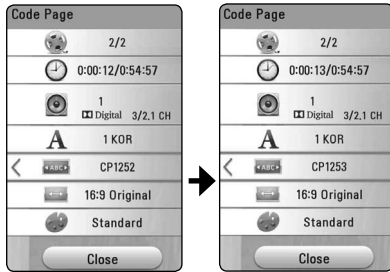 Code Page
2/2
0:00:12/0:54:57
1
Digital 3/2.1 CH
A
1 KOR
ABC
CP1252
16:9 Original
Standard
Close
Code Page
2/2
0:00:13/0:54:57
1
Digital 3/2.1 CH
A
1 KOR
ABC
CP1253
16:9 Original
Standard
Close